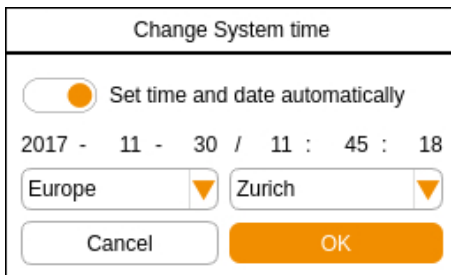 Change System time
Set time and date automatically
2017 - 11 - 30 / 11 : 45 : 18
Europe Zurich
Cancel OK